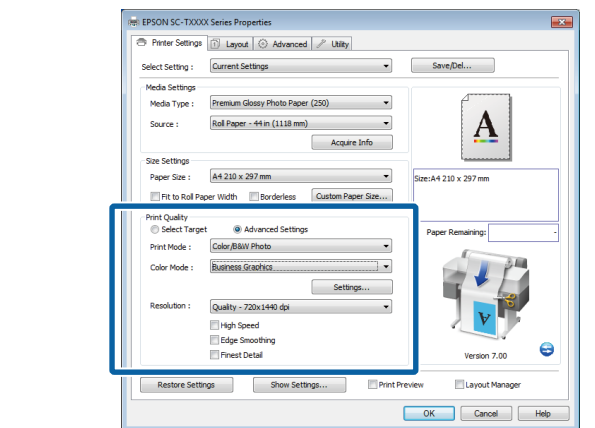 EPSON SC-TXXXX Series Properties
Printer Settings Layout Advanced Utility
Select Setting : Current Settings Save/Del...
Media Settings
Media Type : Premium Glossy Photo Paper (250)
Source : Roll Paper - 44 in (1118 mm)
Acquire Info
A
Size Settings
Paper Size : A4 210 x 297 mm
Size:A4 210 x 297 mm
Fit to Roll Paper Width Borderless Custom Paper Size...
Print Quality
Select Target Advanced Settings
Paper Remaining: -
Print Mode : Color/B&W Photo
Color Mode : Business Graphics
Settings...
Resolution : Quality - 720x1440 dpi
A
High Speed
Edge Smoothing
Finest Detail
Version 7.00
Restore Settings Show Settings... Print Preview Layout Manager
OK Cancel Help